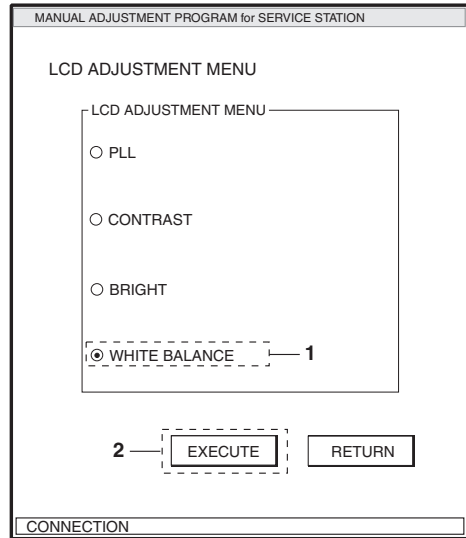 MANUAL ADJUSTMENT PROGRAM for SERVICE STATION
LCD ADJUSTMENT MENU
LCD ADJUSTMENT MENU
PLL
CONTRAST
BRIGHT
WHITE BALANCE 1
2 EXECUTE RETURN
CONNECTION